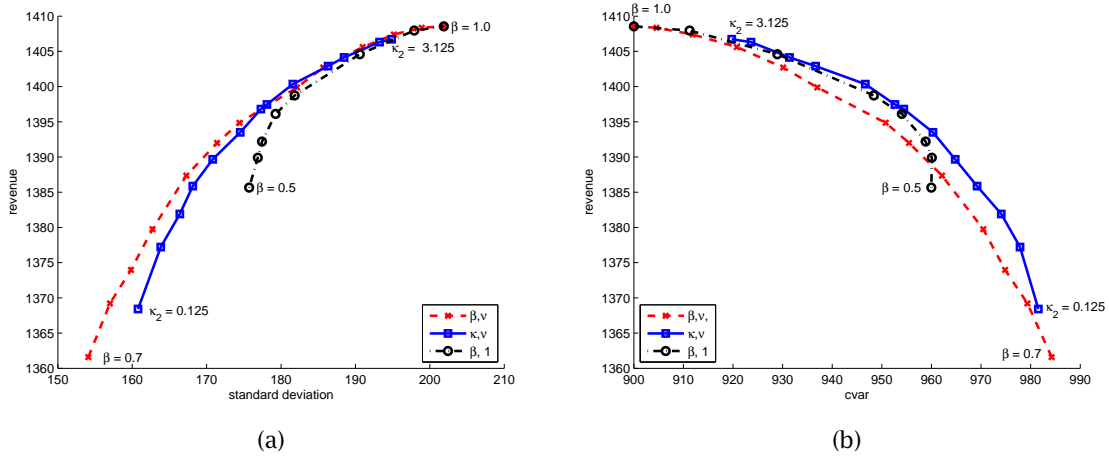 1410
1405
1400
1395
1390
1385
1380
1375
1370
1365
1360
revenue
β = 1.0
κ₂ = 3.125
β = 0.5
κ₂ = 0.125
β = 0.7
β,ν
κ,ν
β, 1
150 160 170 180 190 200 210
standard deviation
(a)
β = 1.0
1410
1405
1400
1395
1390
1385
1380
1375
1370
1365
1360
revenue
κ₂ = 3.125
β = 0.5
κ₂ = 0.125
β = 0.7
β,ν,
κ,ν
β, 1
900 910 920 930 940 950 960 970 980 990
cvar
(b)